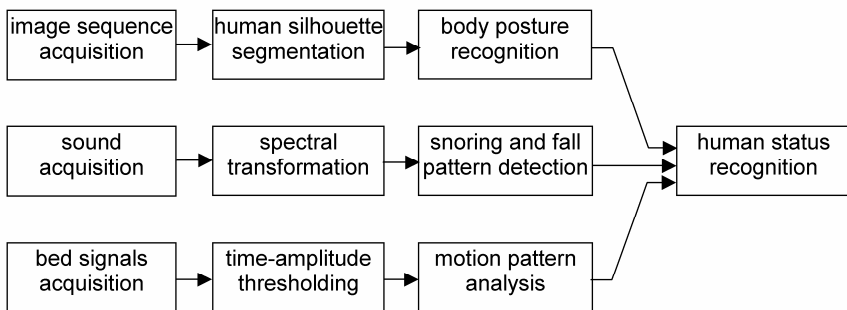 image sequence
acquisition
human silhouette
segmentation
body posture
recognition
sound
acquisition
spectral
transformation
snoring and fall
pattern detection
human status
recognition
bed signals
acquisition
time-amplitude
thresholding
motion pattern
analysis